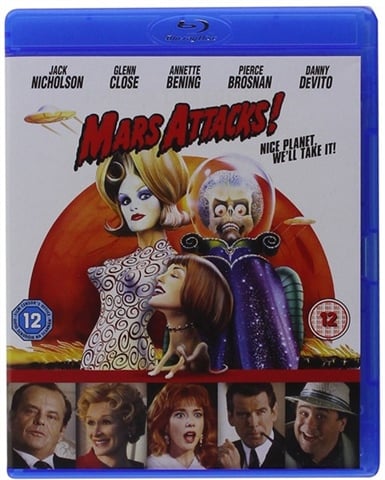 Blu-ray Disc
JACK NICHOLSON
GLENN CLOSE
ANNETTE BENING
PIERCE BROSNAN
DANNY DEVITO
MARS ATTACKS!
NICE PLANET.
WE'LL TAKE IT!
12
12